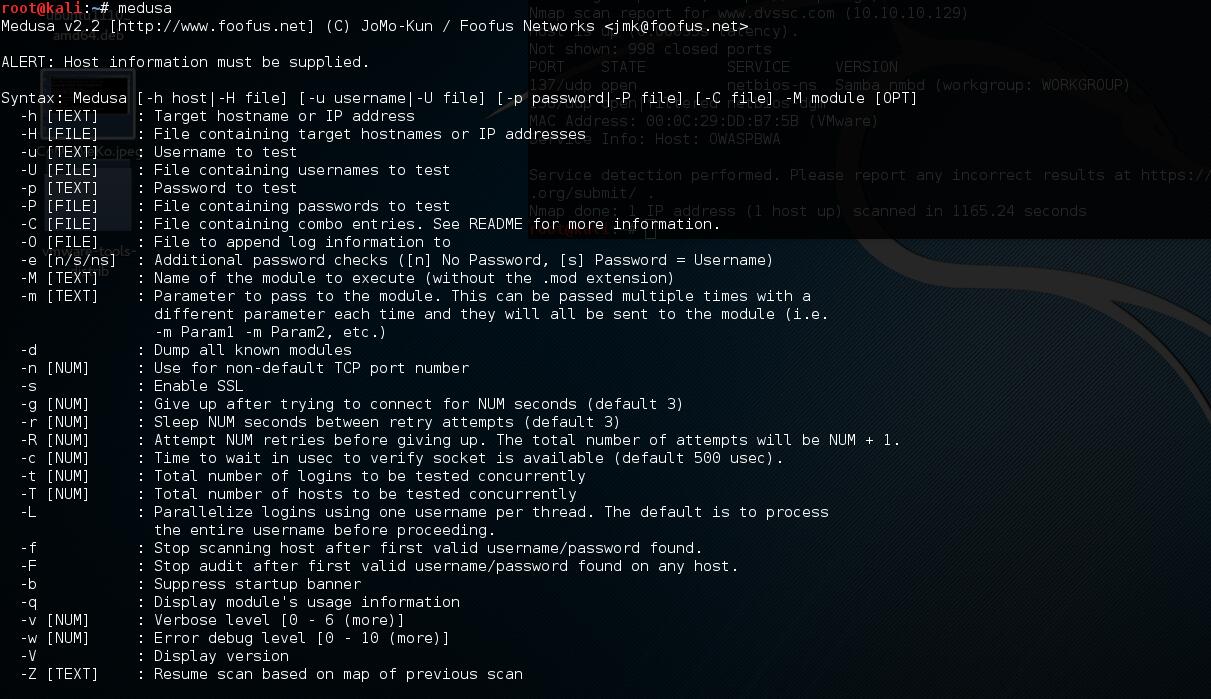 root@kali:~# medusa
Medusa v2.2 [http://www.foofus.net] (C) JoMo-Kun / Foofus Networks <jmk@foofus.net>
ALERT: Host information must be supplied.
Syntax: Medusa [-h host|-H file] [-u username|-U file] [-p password|-P file] [-C file] -M module [OPT]
-h [TEXT] : Target hostname or IP address
-H [FILE] : File containing target hostnames or IP addresses
-u [TEXT] : Username to test
-U [FILE] : File containing usernames to test
-p [TEXT] : Password to test
-P [FILE] : File containing passwords to test
-C [FILE] : File containing combo entries. See README for more information.
-O [FILE] : File to append log information to
-e [n/s/ns] : Additional password checks ([n] No Password, [s] Password = Username)
-M [TEXT] : Name of the module to execute (without the .mod extension)
-m [TEXT] : Parameter to pass to the module. This can be passed multiple times with a
different parameter each time and they will all be sent to the module (i.e.
-m Param1 -m Param2, etc.)
-d : Dump all known modules
-n [NUM] : Use for non-default TCP port number
-s : Enable SSL
-g [NUM] : Give up after trying to connect for NUM seconds (default 3)
-r [NUM] : Sleep NUM seconds between retry attempts (default 3)
-R [NUM] : Attempt NUM retries before giving up. The total number of attempts will be NUM + 1.
-c [NUM] : Time to wait in usec to verify socket is available (default 500 usec).
-t [NUM] : Total number of logins to be tested concurrently
-T [NUM] : Total number of hosts to be tested concurrently
-L : Parallelize logins using one username per thread. The default is to process
the entire username before proceeding.
-f : Stop scanning host after first valid username/password found.
-F : Stop audit after first valid username/password found on any host.
-b : Suppress startup banner
-q : Display module's usage information
-v [NUM] : Verbose level [0 - 6 (more)]
-w [NUM] : Error debug level [0 - 10 (more)]
-V : Display version
-Z [TEXT] : Resume scan based on map of previous scan
amd64.deb
Nmap scan report for www.dvssc.com (10.10.10.129)
Not shown: 998 closed ports
PORT STATE SERVICE VERSION
137/udp open netbios-ns Samba nmbd (workgroup: WORKGROUP)
MAC Address: 00:0C:29:DD:B7:5B (VMware)
Service Info: Host: OWASPBWA
Service detection performed. Please report any incorrect results at https://
.org/submit/ .
Nmap done: 1 IP address (1 host up) scanned in 1165.24 seconds